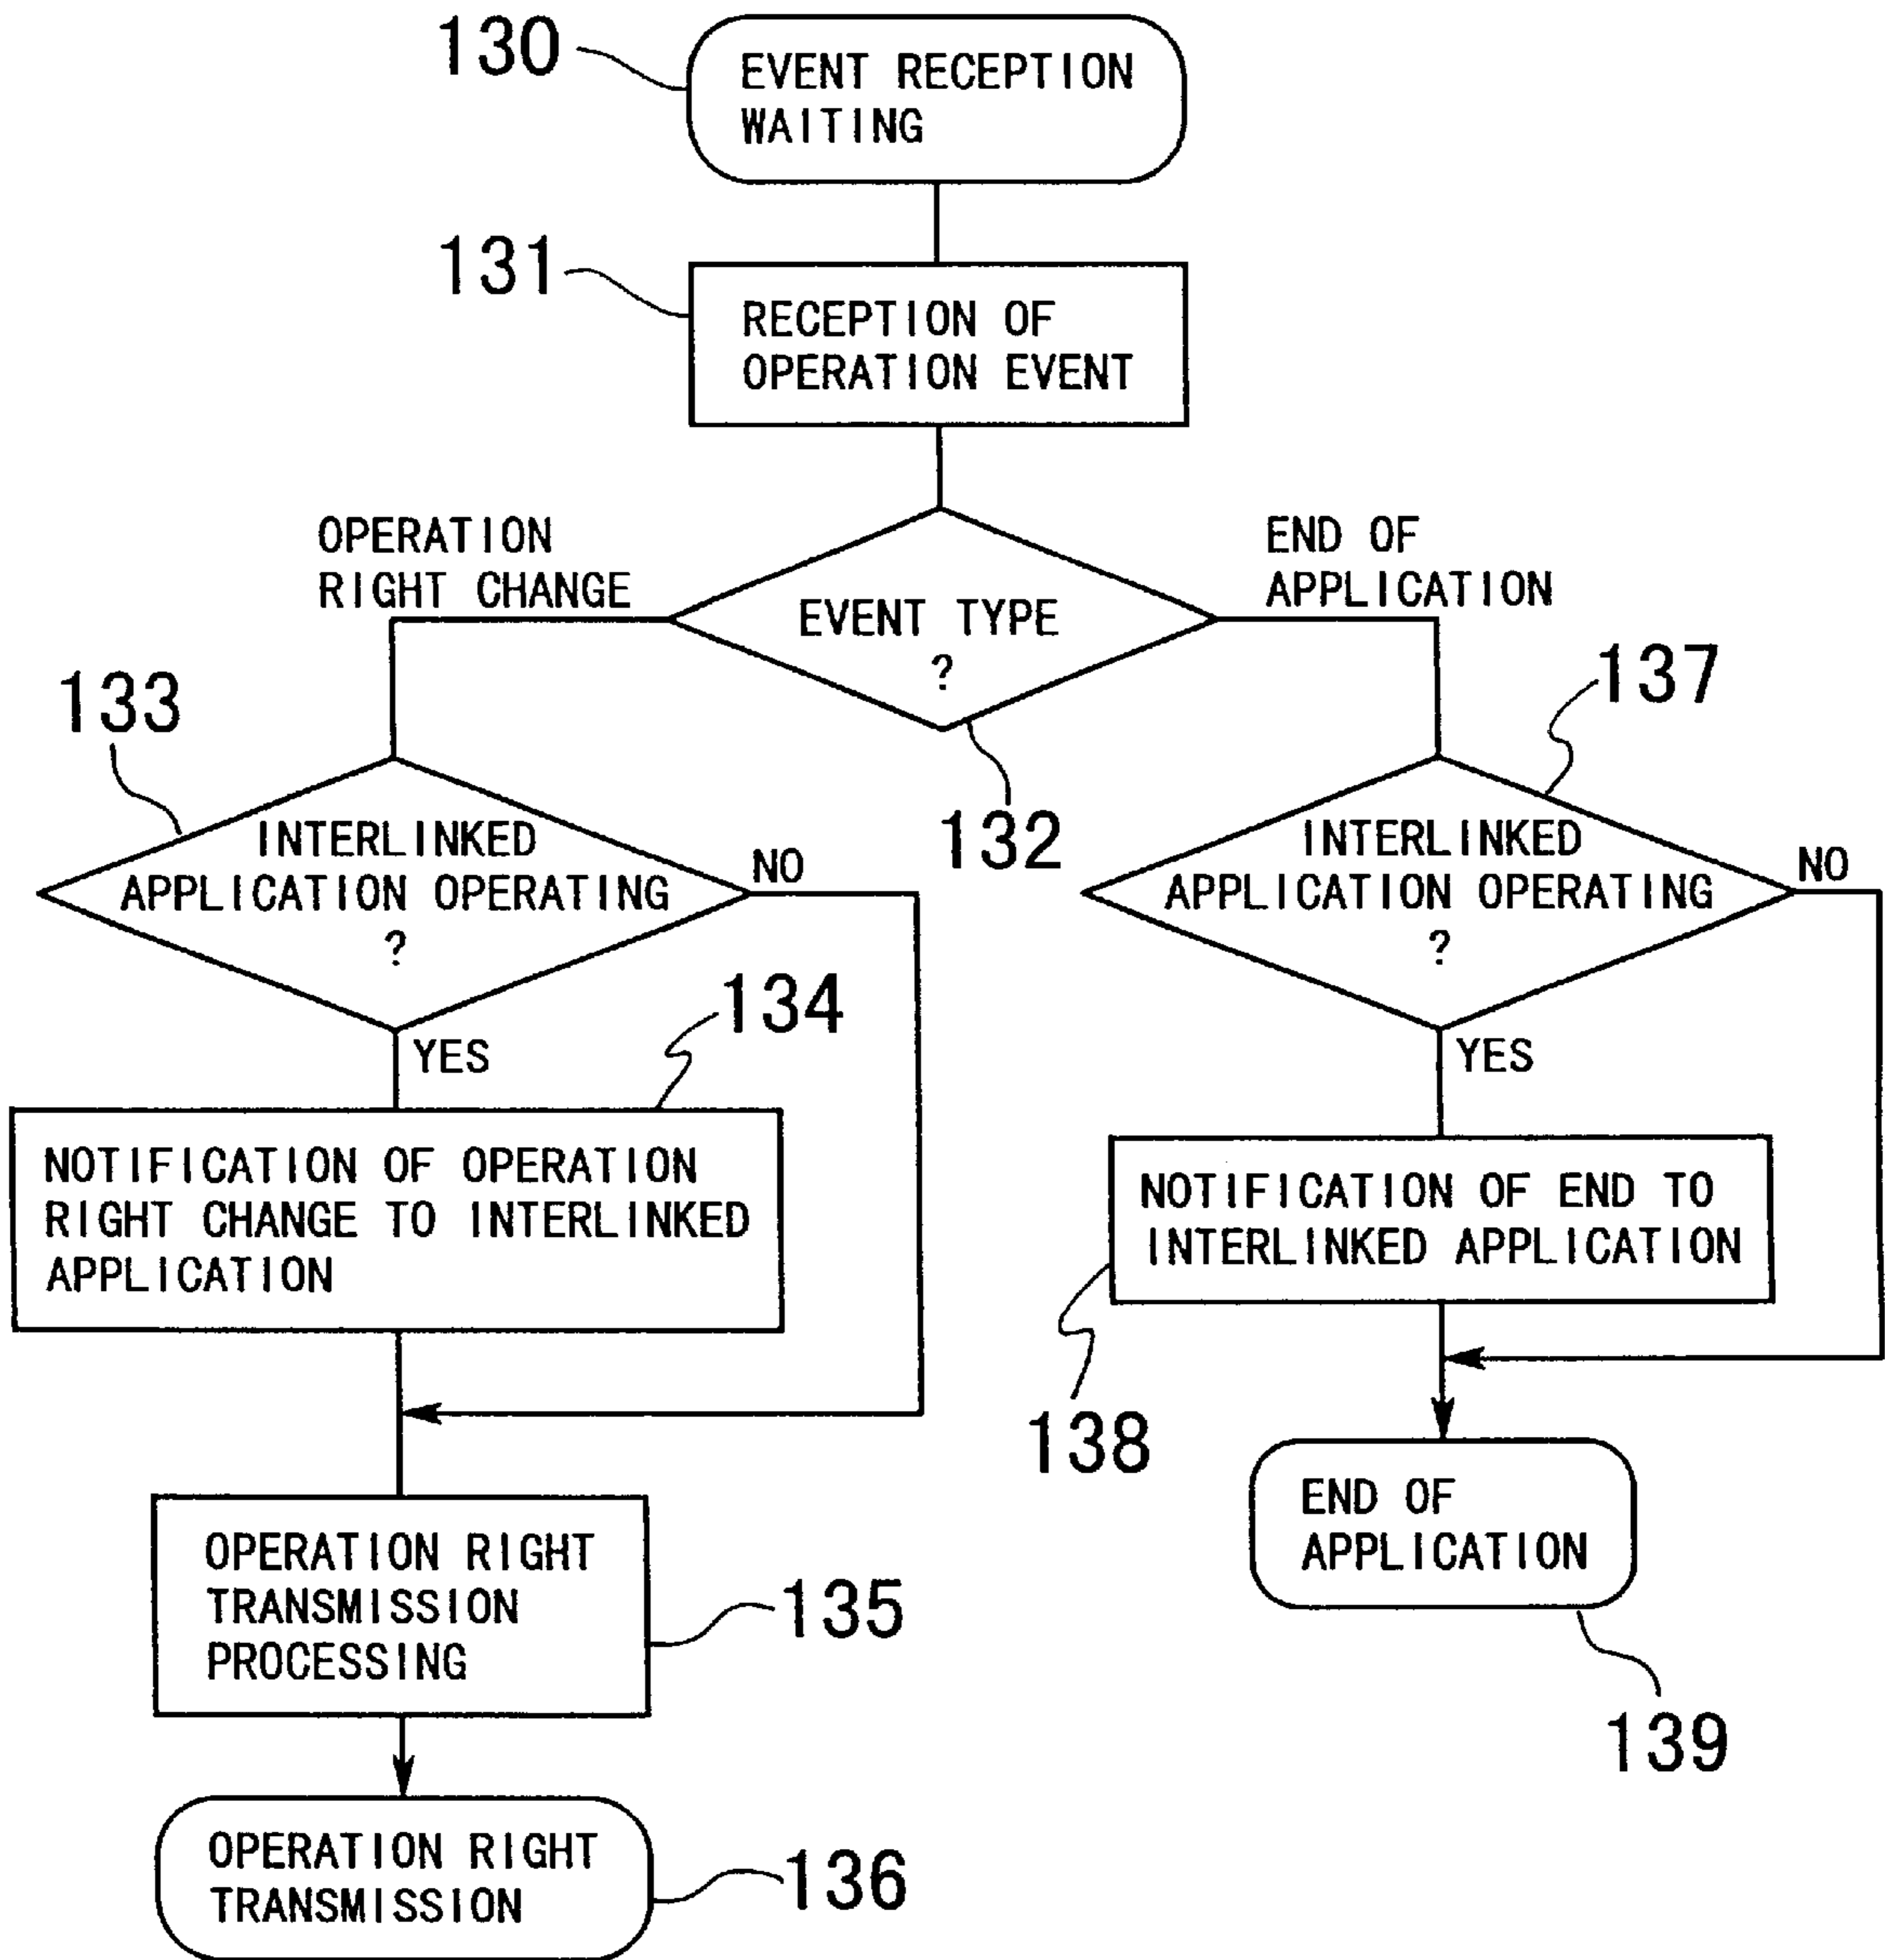 130
EVENT RECEPTION
WAITING
131
RECEPTION OF
OPERATION EVENT
OPERATION
RIGHT CHANGE
END OF
APPLICATION
EVENT TYPE
?
132
133
INTERLINKED
APPLICATION OPERATING
?
NO
YES
137
INTERLINKED
APPLICATION OPERATING
?
NO
YES
134
NOTIFICATION OF OPERATION
RIGHT CHANGE TO INTERLINKED
APPLICATION
NOTIFICATION OF END TO
INTERLINKED APPLICATION
138
END OF
APPLICATION
139
OPERATION RIGHT
TRANSMISSION
PROCESSING
135
OPERATION RIGHT
TRANSMISSION
136